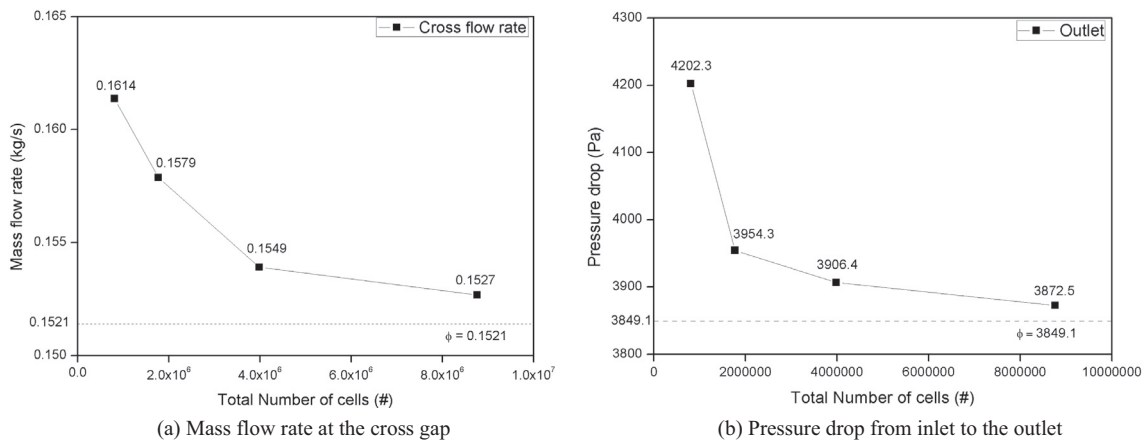 0.165
Cross flow rate
0.1614
0.160
0.1579
Mass flow rate (kg/s)
0.155
0.1549
0.1527
0.1521
ϕ = 0.1521
0.150
0.0 2.0x10⁶ 4.0x10⁶ 6.0x10⁶ 8.0x10⁶ 1.0x10⁷
Total Number of cells (#)
(a) Mass flow rate at the cross gap
4300
Outlet
4202.3
4200
4100
Pressure drop (Pa)
4000
3954.3
3906.4
3900
3872.5
3849.1
ϕ = 3849.1
3800
0 2000000 4000000 6000000 8000000 10000000
Total Number of cells (#)
(b) Pressure drop from inlet to the outlet